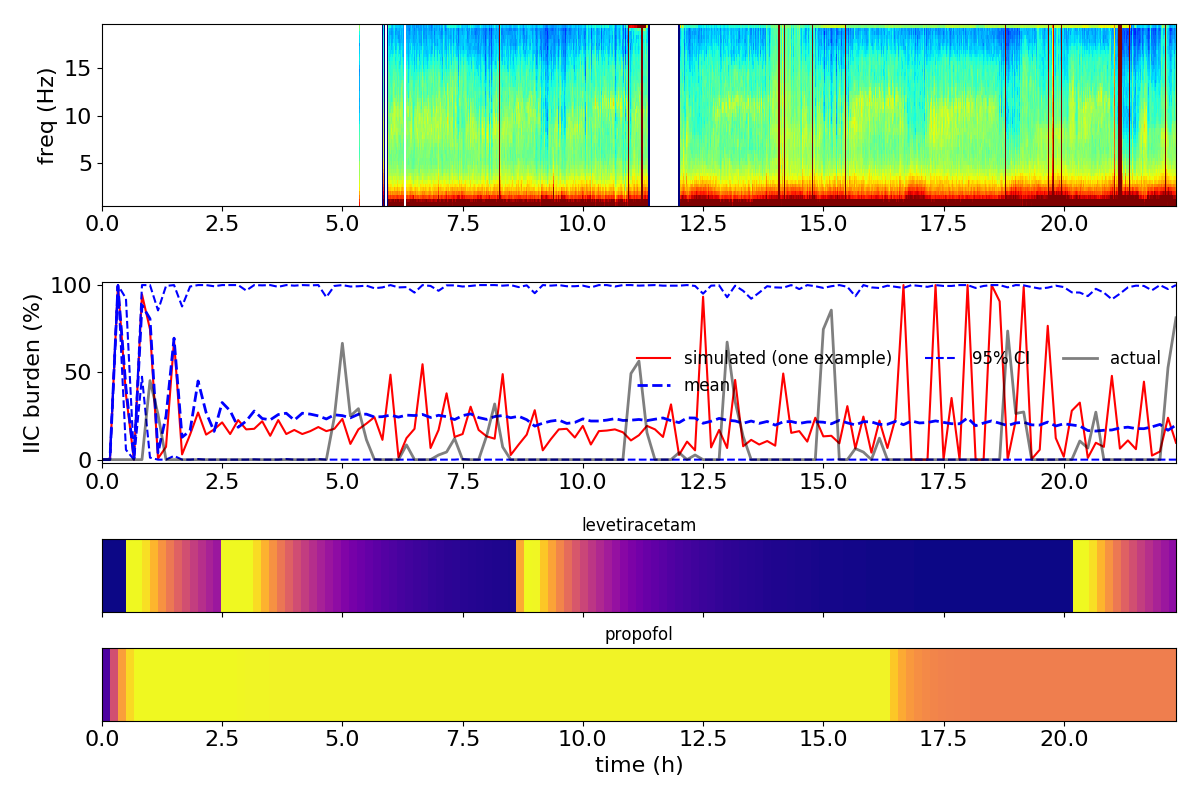 freq (Hz)
15
10
5
0.0 2.5 5.0 7.5 10.0 12.5 15.0 17.5 20.0
IIC burden (%)
100
50
0
simulated (one example) 95% CI actual
mean
0.0 2.5 5.0 7.5 10.0 12.5 15.0 17.5 20.0
levetiracetam
propofol
0.0 2.5 5.0 7.5 10.0 12.5 15.0 17.5 20.0
time (h)